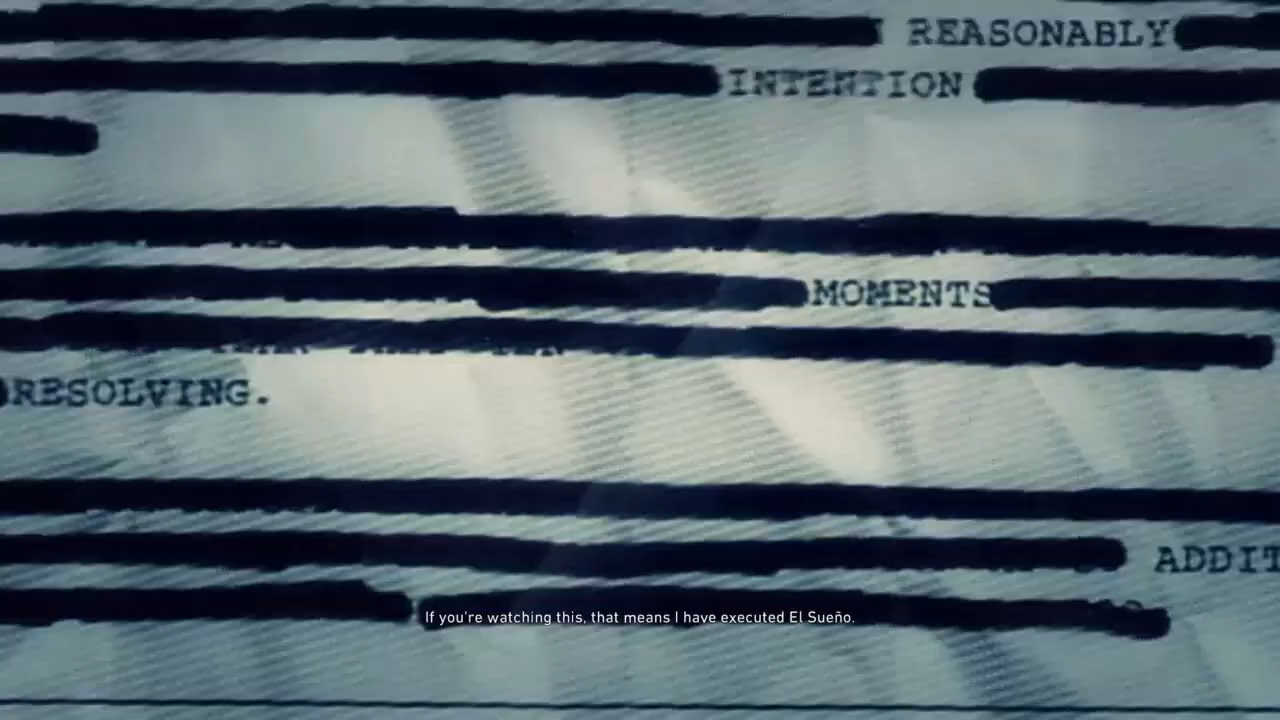 REASONABLY
INTENTION
MOMENTS
RESOLVING.
ADDIT
If you're watching this, that means I have executed El Sueño.